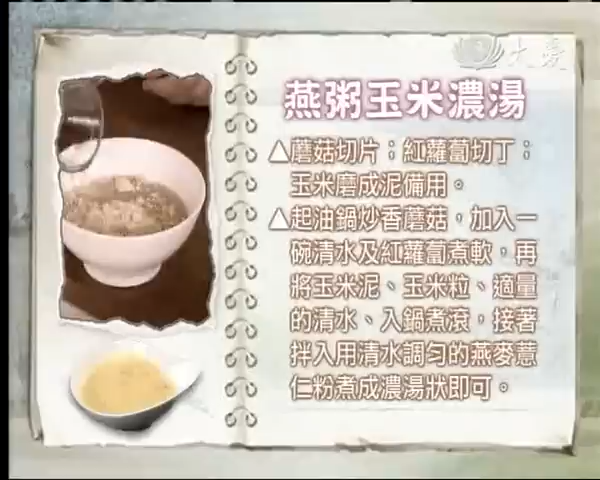 大愛
燕粥玉米濃湯
△蘑菇切片；紅蘿蔔切丁；
玉米磨成泥備用。
△起油鍋炒香蘑菇，加入一
碗清水及紅蘿蔔煮軟，再
將玉米泥、玉米粒、適量
的清水、入鍋煮滾，接著
拌入用清水調勻的燕麥薏
仁粉煮成濃湯狀即可。